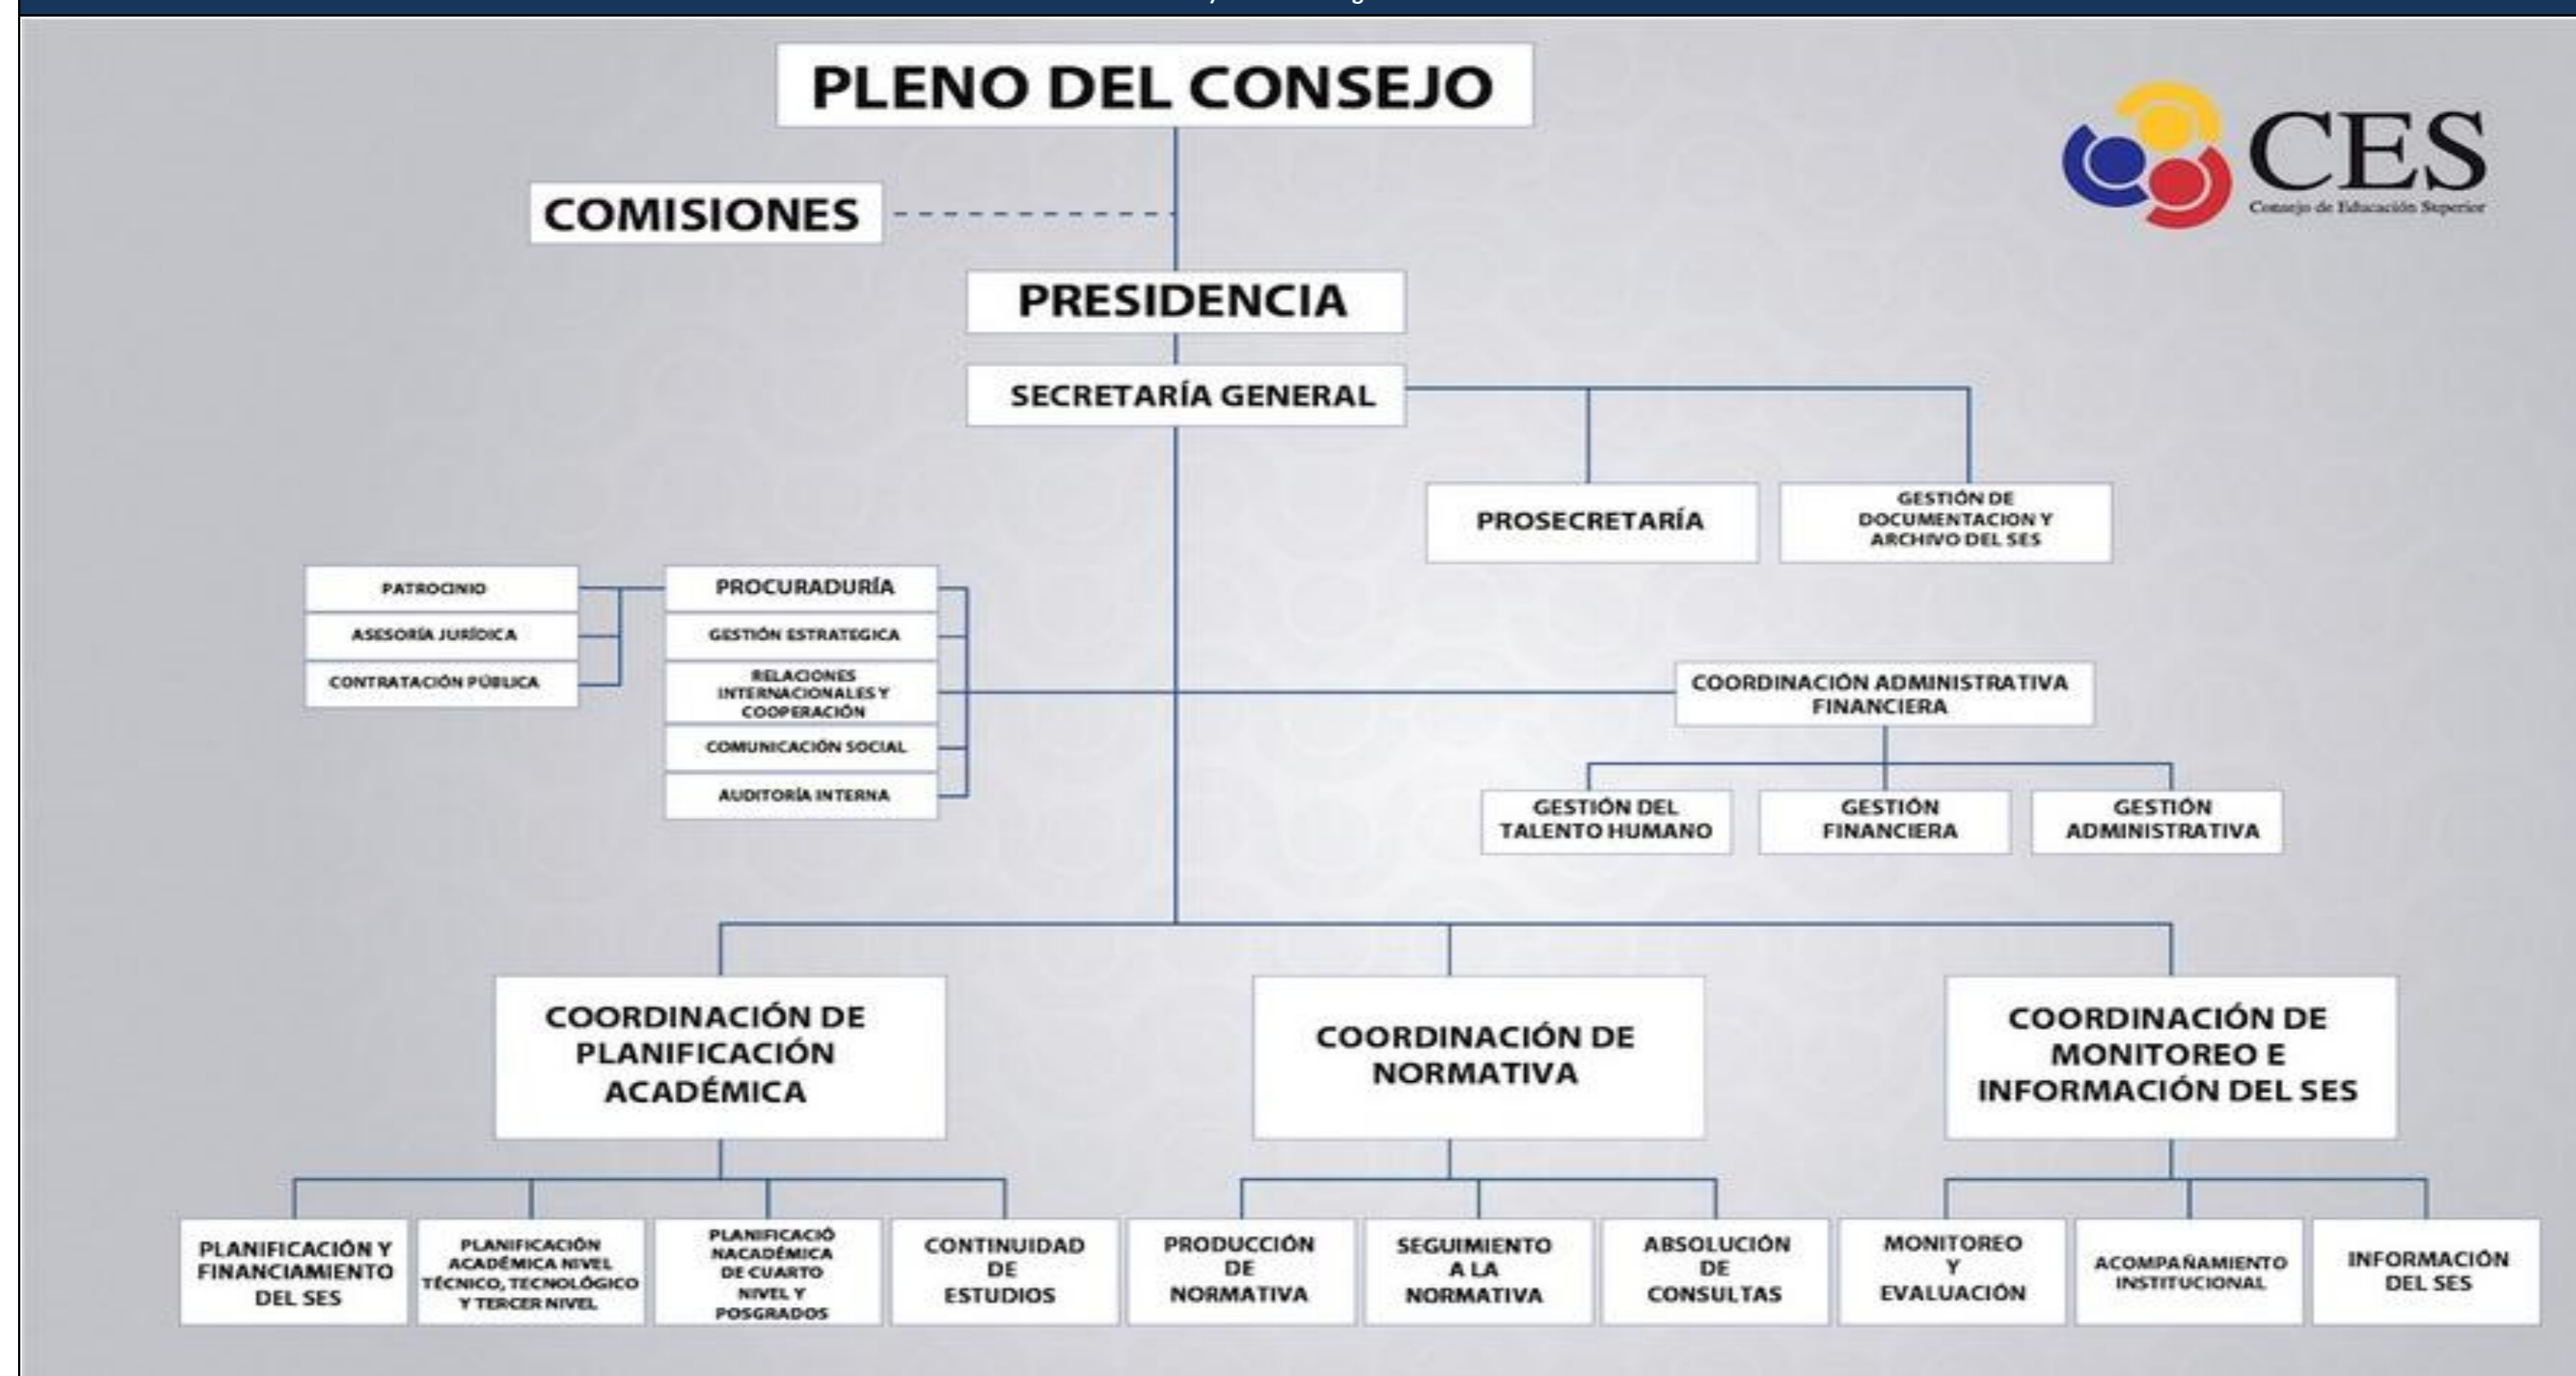 PLENO DEL CONSEJO
CES
Consejo de Educación Superior
COMISIONES
PRESIDENCIA
SECRETARÍA GENERAL
PROSECRETARÍA
GESTIÓN DE
DOCUMENTACION Y
ARCHIVO DEL SES
PATROCINIO
ASESORÍA JURÍDICA
CONTRATACIÓN PÚBLICA
PROCURADURÍA
GESTIÓN ESTRATEGICA
RELACIONES
INTERNACIONALES Y
COOPERACIÓN
COMUNICACIÓN SOCIAL
AUDITORÍA INTERNA
COORDINACIÓN ADMINISTRATIVA
FINANCIERA
GESTIÓN DEL
TALENTO HUMANO
GESTIÓN
FINANCIERA
GESTIÓN
ADMINISTRATIVA
COORDINACIÓN DE
PLANIFICACIÓN
ACADÉMICA
COORDINACIÓN DE
NORMATIVA
COORDINACIÓN DE
MONITOREO E
INFORMACIÓN DEL SES
PLANIFICACIÓN Y
FINANCIAMIENTO
DEL SES
PLANIFICACIÓN
ACADÉMICA NIVEL
TÉCNICO, TECNOLÓGICO
Y TERCER NIVEL
PLANIFICACIÓ
NACADÉMICA
DE CUARTO
NIVEL Y
POSGRADOS
CONTINUIDAD
DE
ESTUDIOS
PRODUCCIÓN
DE
NORMATIVA
SEGUIMIENTO
A LA
NORMATIVA
ABSOLUCIÓN
DE
CONSULTAS
MONITOREO
Y
EVALUACIÓN
ACOMPAÑAMIENTO
INSTITUCIONAL
INFORMACIÓN
DEL SES